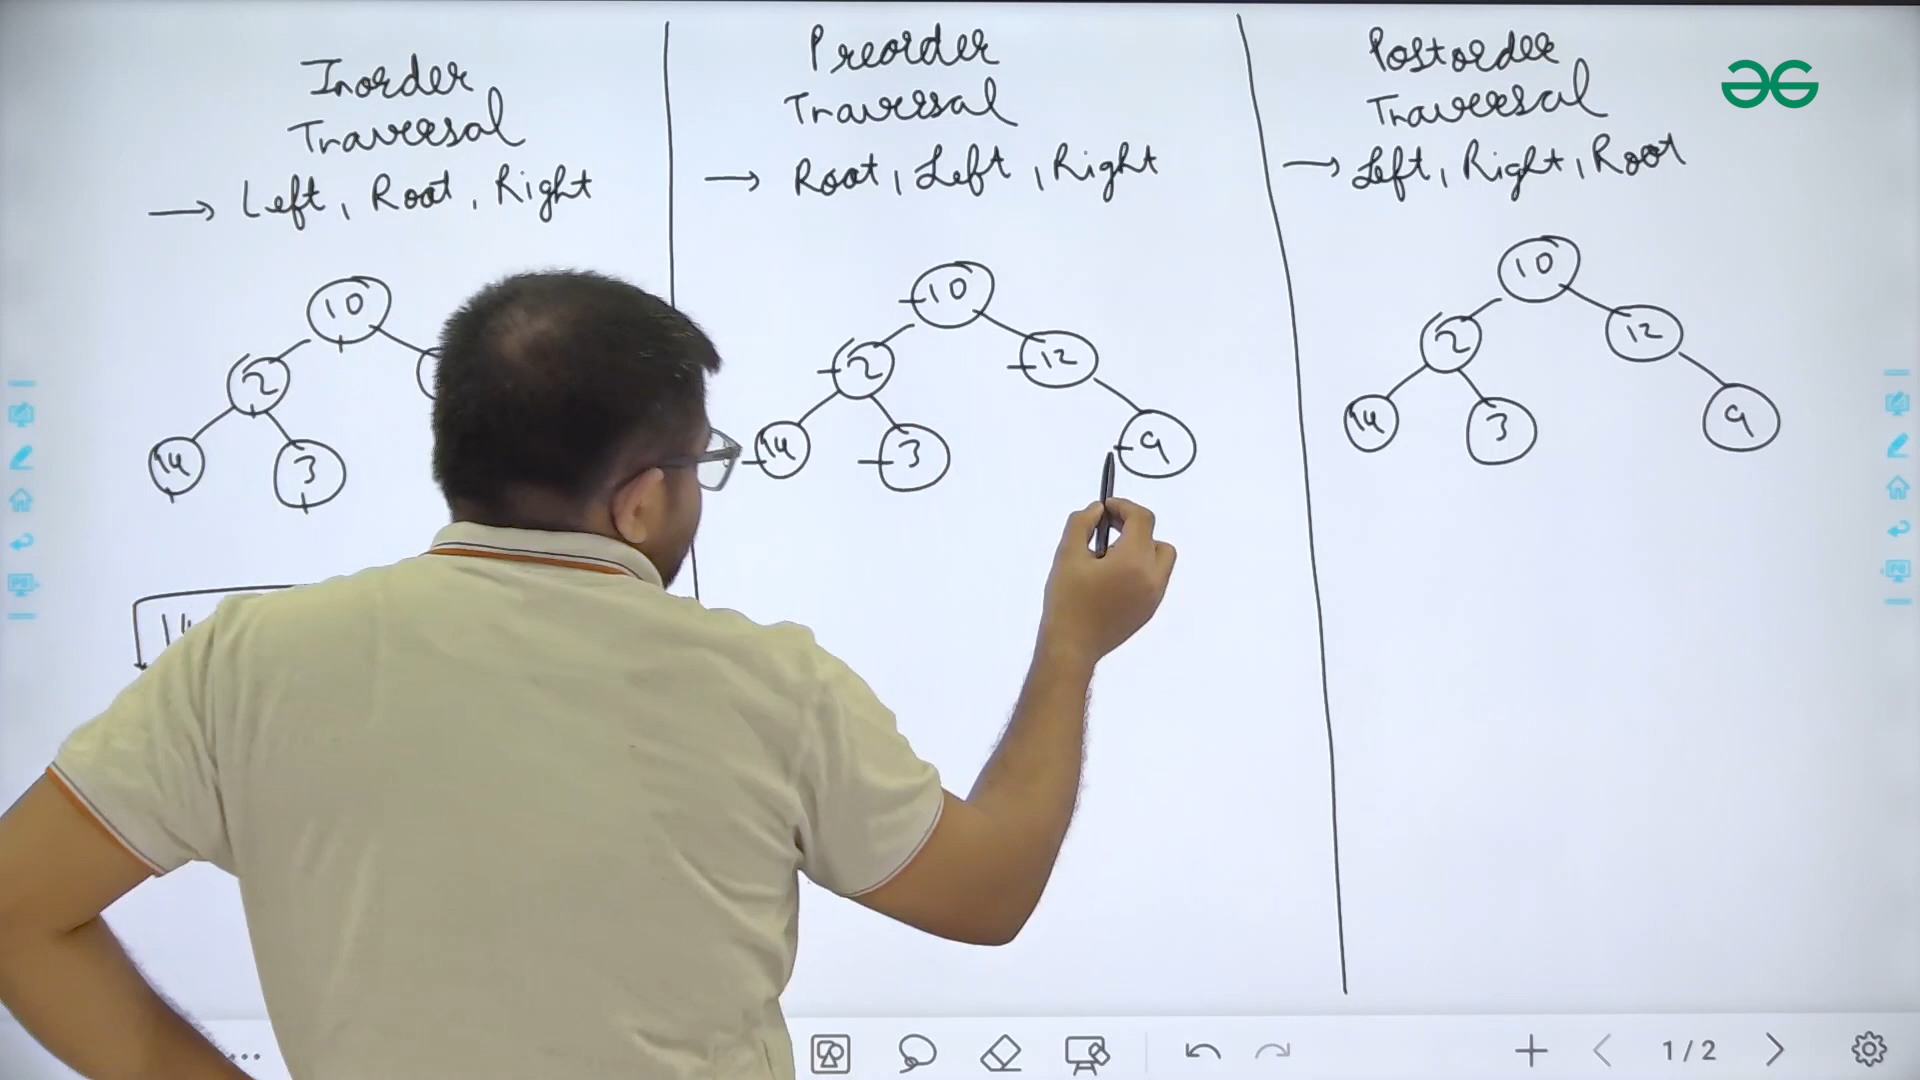 Inorder
Traversal
→ Left, Root, Right
10
2
14
3
Preorder
Traversal
→ Root, Left, Right
10
2
12
14
3
9
Postorder
Traversal
→ Left, Right, Root
10
2
12
14
3
9
1/2